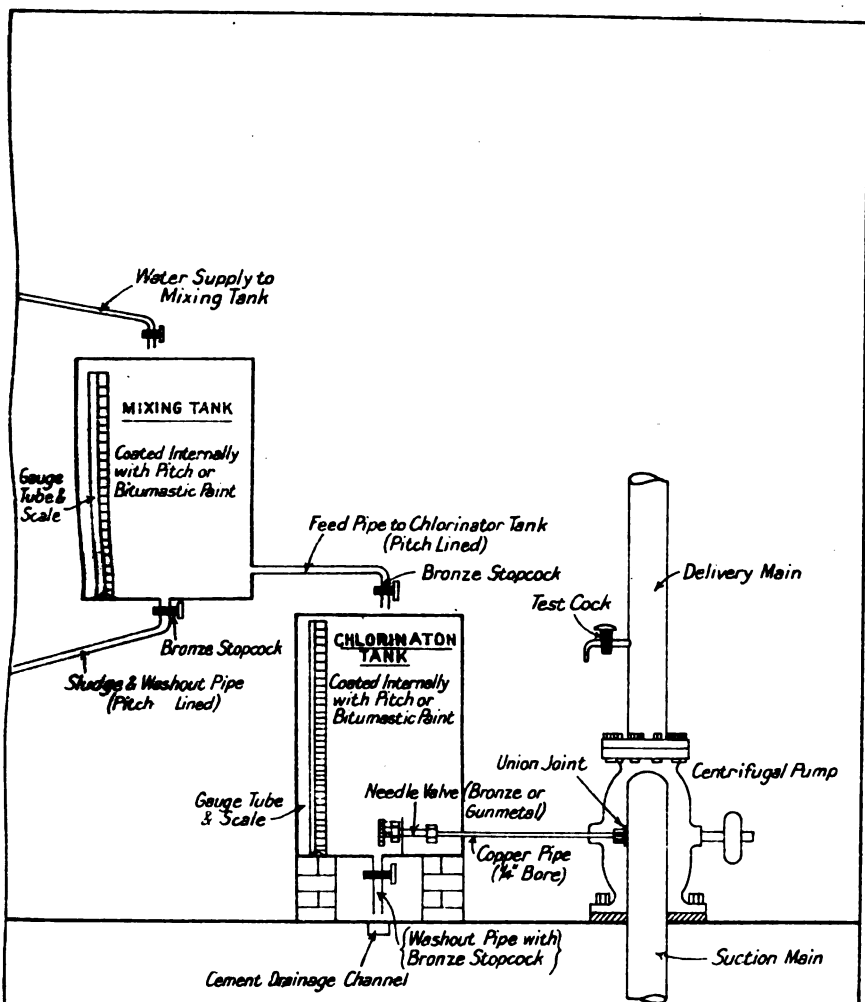 Water Supply to
Mixing Tank
MIXING TANK
Coated Internally
with Pitch or
Bitumastic Paint
Gauge
Tube &
Scale
Feed Pipe to Chlorinator Tank
(Pitch Lined)
Bronze Stopcock
Delivery Main
Test Cock
Bronze Stopcock
Sludge & Washout Pipe
(Pitch Lined)
CHLORINATON
TANK
Coated Internally
with Pitch or
Bitumastic Paint
Union Joint
Centrifugal Pump
Gauge Tube
& Scale
Needle Valve (Bronze or
Gunmetal)
Copper Pipe
(¼" Bore)
{Washout Pipe with}
{Bronze Stopcock}
Cement Drainage Channel
Suction Main